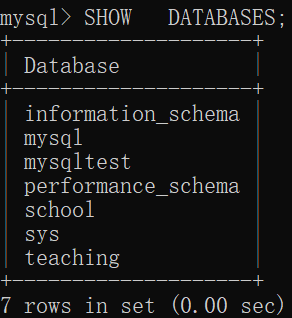 mysql> SHOW   DATABASES;
+--------------------+
| Database           |
+--------------------+
| information_schema |
| mysql              |
| mysqltest          |
| performance_schema |
| school             |
| sys                |
| teaching           |
+--------------------+
7 rows in set (0.00 sec)